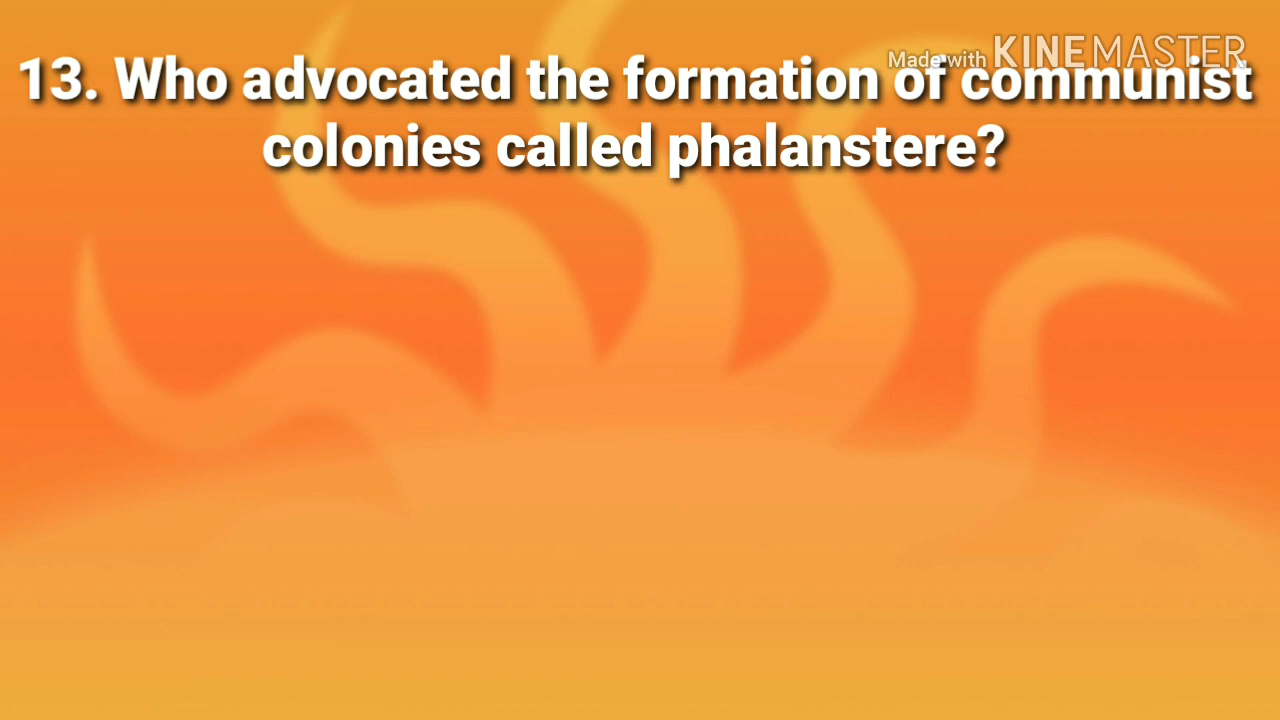 Made with KINEMASTER
13. Who advocated the formation of communist
colonies called phalanstere?